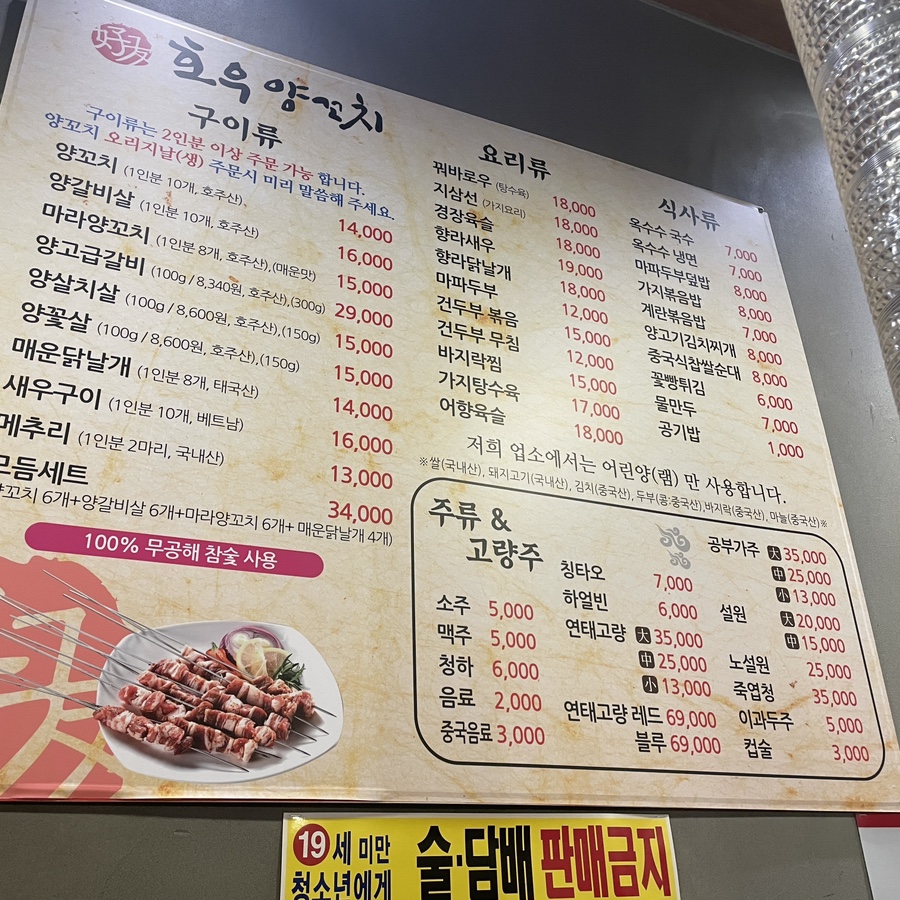 好友
호우양꼬치
구이류
구이류는 2인분 이상 주문 가능 합니다.
양꼬치 오리지날(생) 주문시 미리 말씀해 주세요.
양꼬치 (1인분 10개, 호주산), 14,000
양갈비살 (1인분 10개, 호주산) 16,000
마라양꼬치 (1인분 8개, 호주산),(매운맛) 15,000
양고급갈비 (100g / 8,340원, 호주산),(300g) 29,000
양살치살 (100g / 8,600원, 호주산),(150g) 15,000
양꽃살 (100g / 8,600원, 호주산),(150g) 15,000
매운닭날개 (1인분 8개, 태국산) 14,000
새우구이 (1인분 10개, 베트남) 16,000
메추리 (1인분 2마리, 국내산) 13,000
모듬세트 34,000
양꼬치 6개+양갈비살 6개+마라양꼬치 6개+ 매운닭날개 4개)
100% 무공해 참숯 사용
요리류
꿔바로우 (탕수육) 18,000
지삼선 (가지요리) 18,000
경장육슬 18,000
향라새우 19,000
향라닭날개 18,000
마파두부 12,000
건두부 볶음 15,000
건두부 무침 12,000
바지락찜 15,000
가지탕수육 17,000
어향육슬 18,000
식사류
옥수수 국수 7,000
옥수수 냉면 7,000
마파두부덮밥 8,000
가지볶음밥 8,000
계란볶음밥 7,000
양고기김치찌개 8,000
중국식찹쌀순대 8,000
꽃빵튀김 6,000
물만두 7,000
공기밥 1,000
저희 업소에서는 어린양(램) 만 사용합니다.
※쌀(국내산), 돼지고기(국내산), 김치(중국산), 두부(콩:중국산),바지락(중국산), 마늘(중국산)※
주류 &
고량주
소주 5,000
맥주 5,000
청하 6,000
음료 2,000
중국음료 3,000
칭타오 7,000
하얼빈 6,000
연태고량 大 35,000
中 25,000
小 13,000
연태고량 레드 69,000
블루 69,000
공부가주 大 35,000
中 25,000
小 13,000
설원 大 20,000
中 15,000
노설원 25,000
죽엽청 35,000
이과두주 5,000
컵술 3,000
19세 미만
청소년에게
술·담배 판매금지